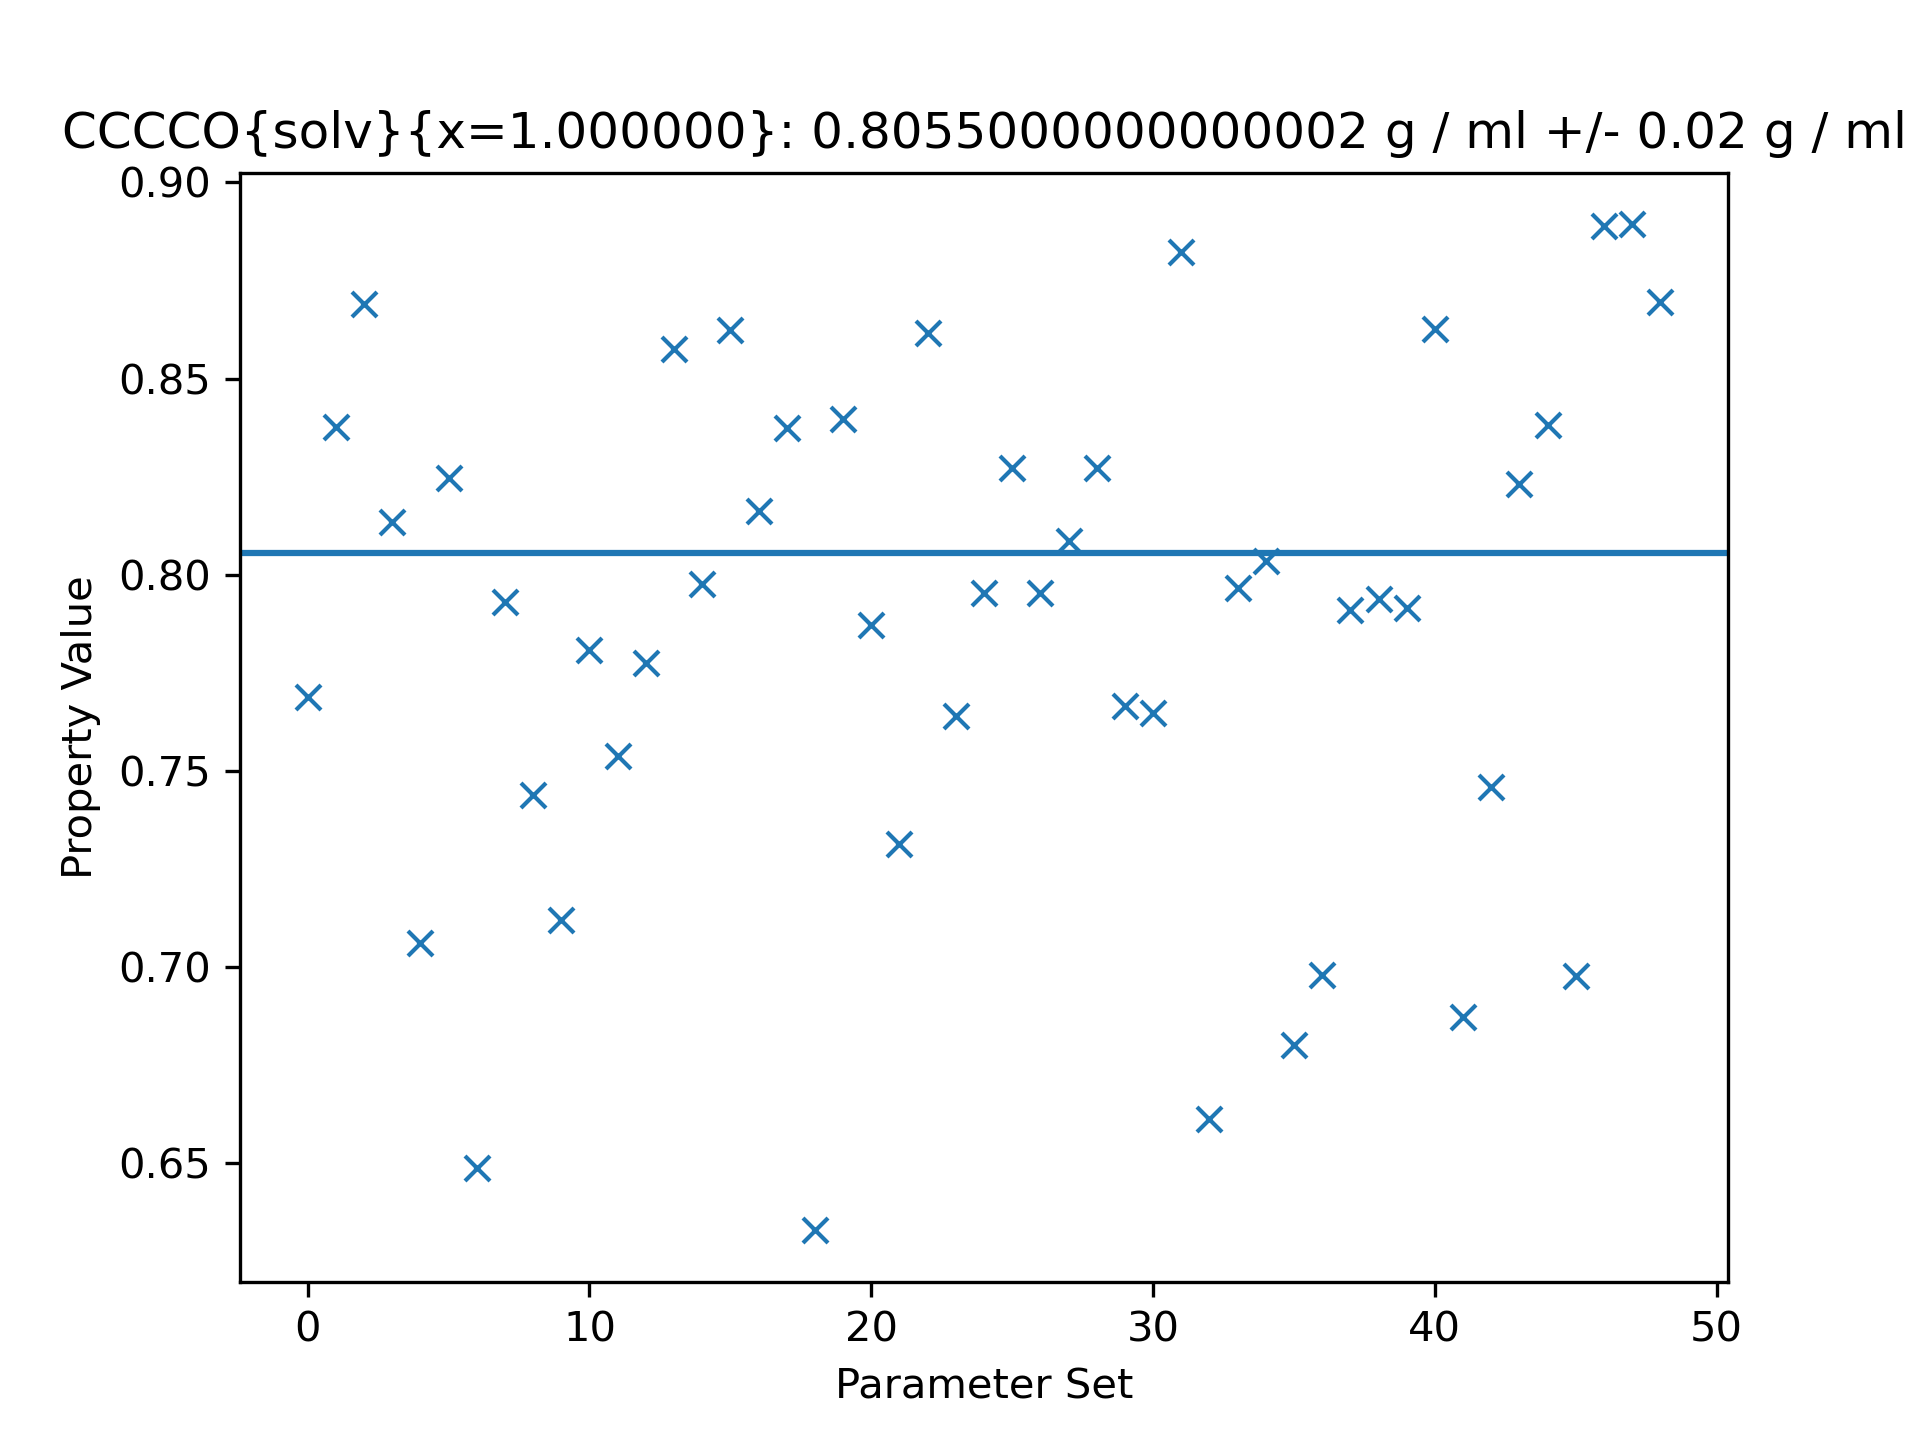 CCCCO{solv}{x=1.000000}: 0.8055000000000002 g / ml +/- 0.02 g / ml
0.90
0.85
0.80
0.75
0.70
0.65
Property Value
0 10 20 30 40 50
Parameter Set